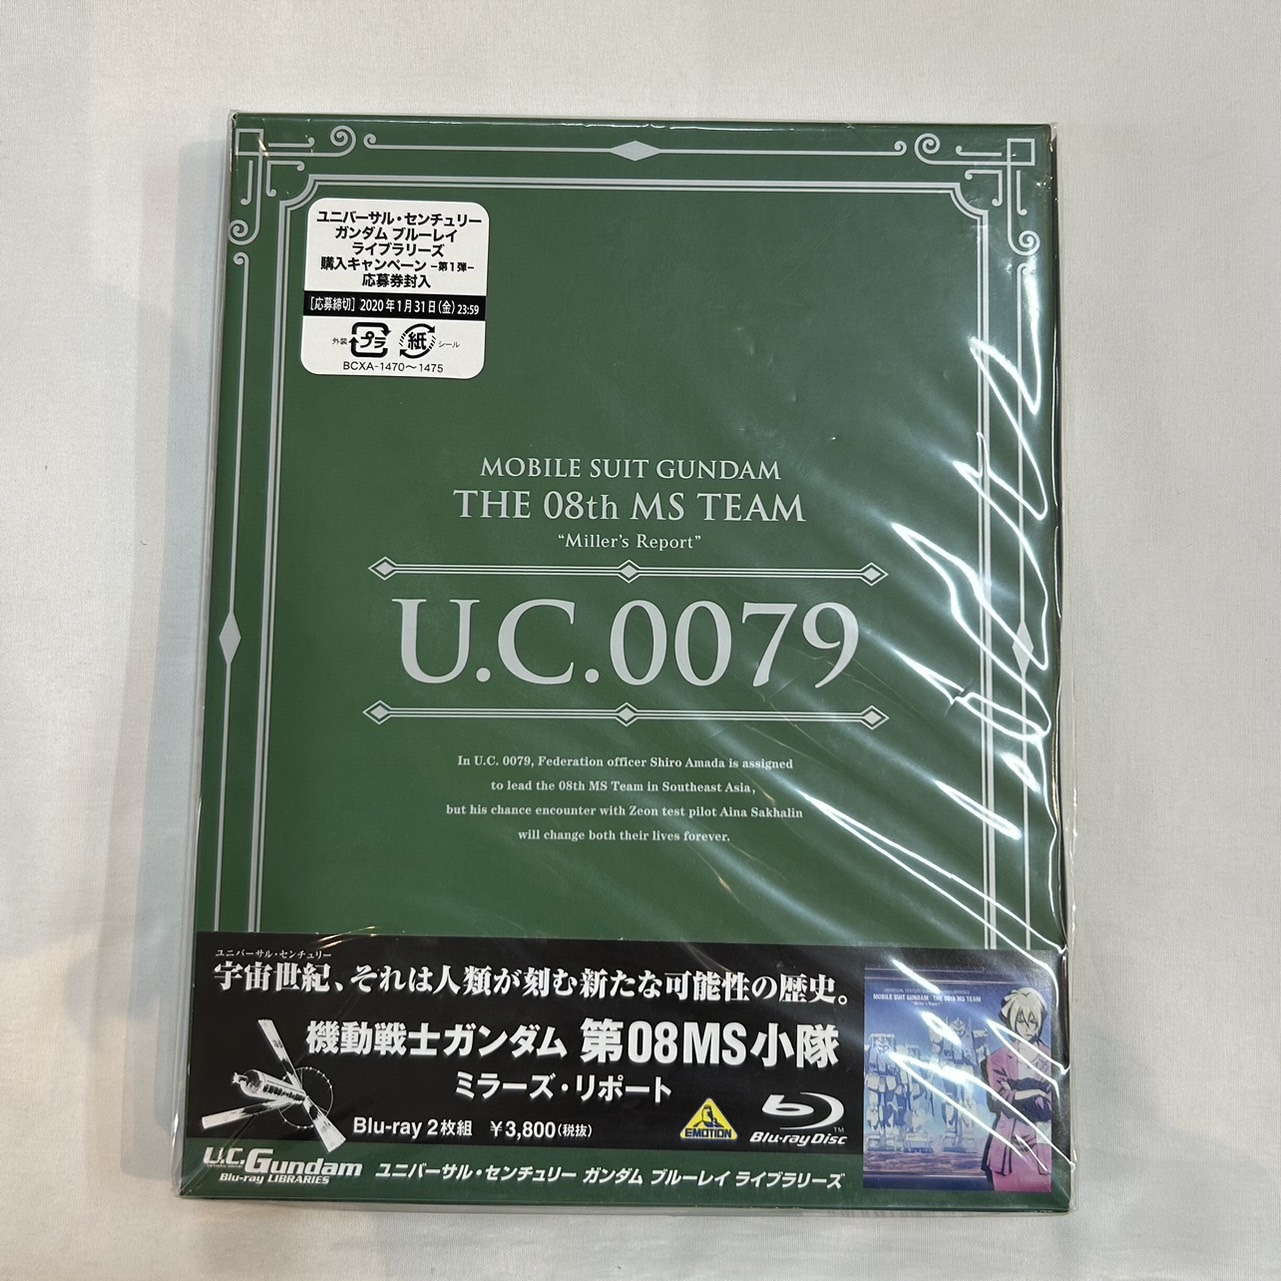 ユニバーサル・センチュリー
ガンダム ブルーレイ
ライブラリーズ
購入キャンペーン –第1弾–
応募券封入
[応募締切] 2020年1月31日(金) 23:59
外装 プラ 紙 シール
BCXA-1470～1475
MOBILE SUIT GUNDAM
THE 08th MS TEAM
“Miller’s Report”
U.C.0079
In U.C. 0079, Federation officer Shiro Amada is assigned
to lead the 08th MS Team in Southeast Asia,
but his chance encounter with Zeon test pilot Aina Sakhalin
will change both their lives forever.
ユニバーサル・センチュリー
宇宙世紀、それは人類が刻む新たな可能性の歴史。
機動戦士ガンダム 第08MS小隊
ミラーズ・リポート
Blu-ray 2枚組 ￥3,800(税抜)
EMOTION
Blu-ray Disc TM
MOBILE SUIT GUNDAM THE 08th MS TEAM
"Miller's Report"
U.C.Gundam
Blu-ray LIBRARIES
ユニバーサル・センチュリー ガンダム ブルーレイ ライブラリーズ